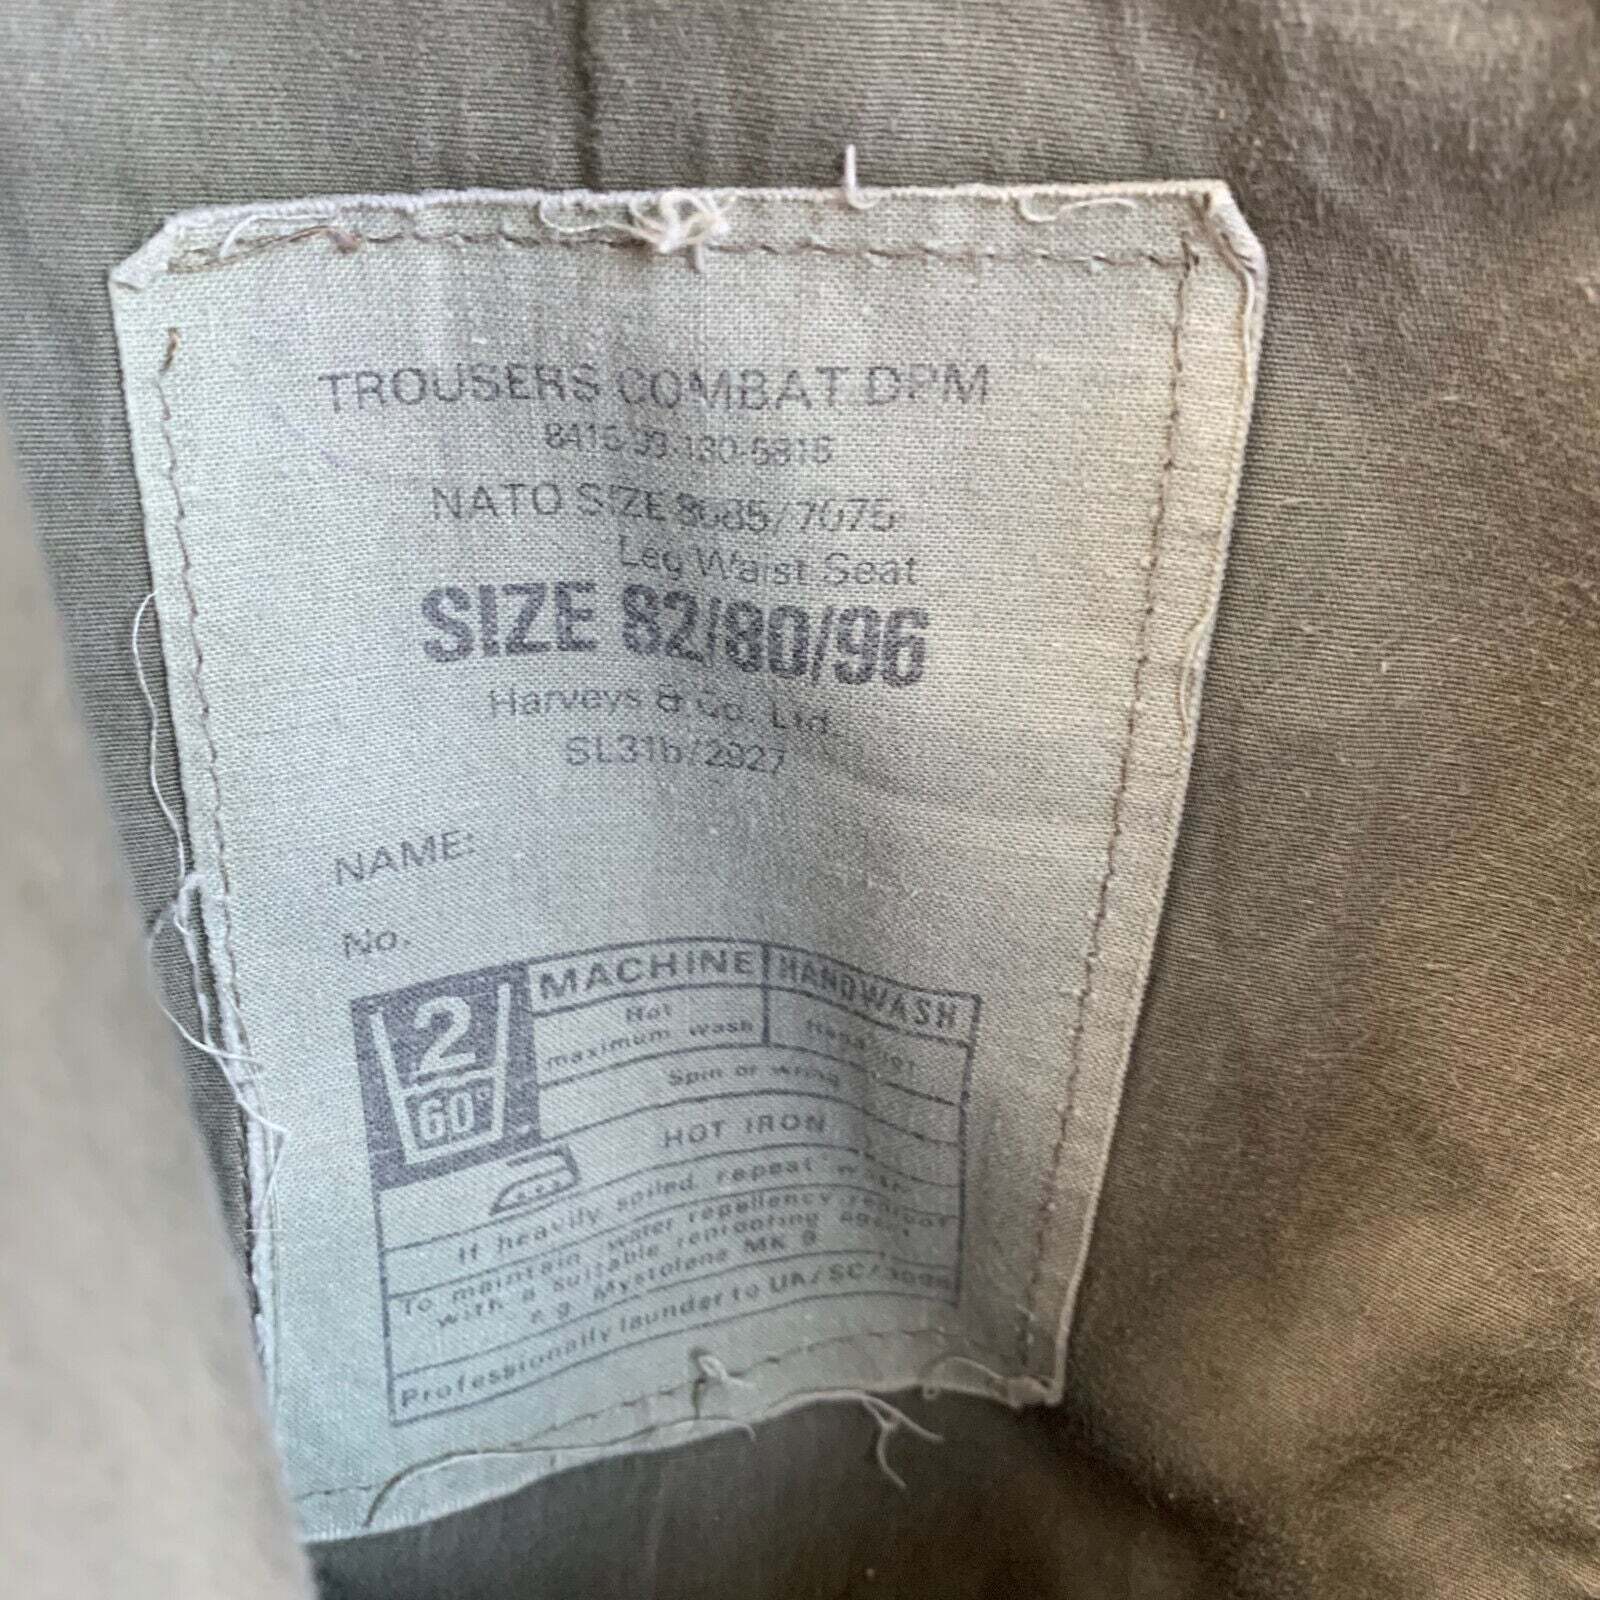 TROUSERS COMBAT DPM
NATO SIZE
Leg Waist Seat
SIZE 82/80/96
Harveys & Co. Ltd.
SL31b/2927
NAME:
No.
2
60°
MACHINE
HANDWASH
Hot
maximum wash
Hand hot
Spin or wring
HOT IRON
If heavily soiled, repeat wash
To maintain water repellency reproof
with a suitable reproofing agent,
e.g. Mystolene MK 9
Professionally launder to UK/SC/